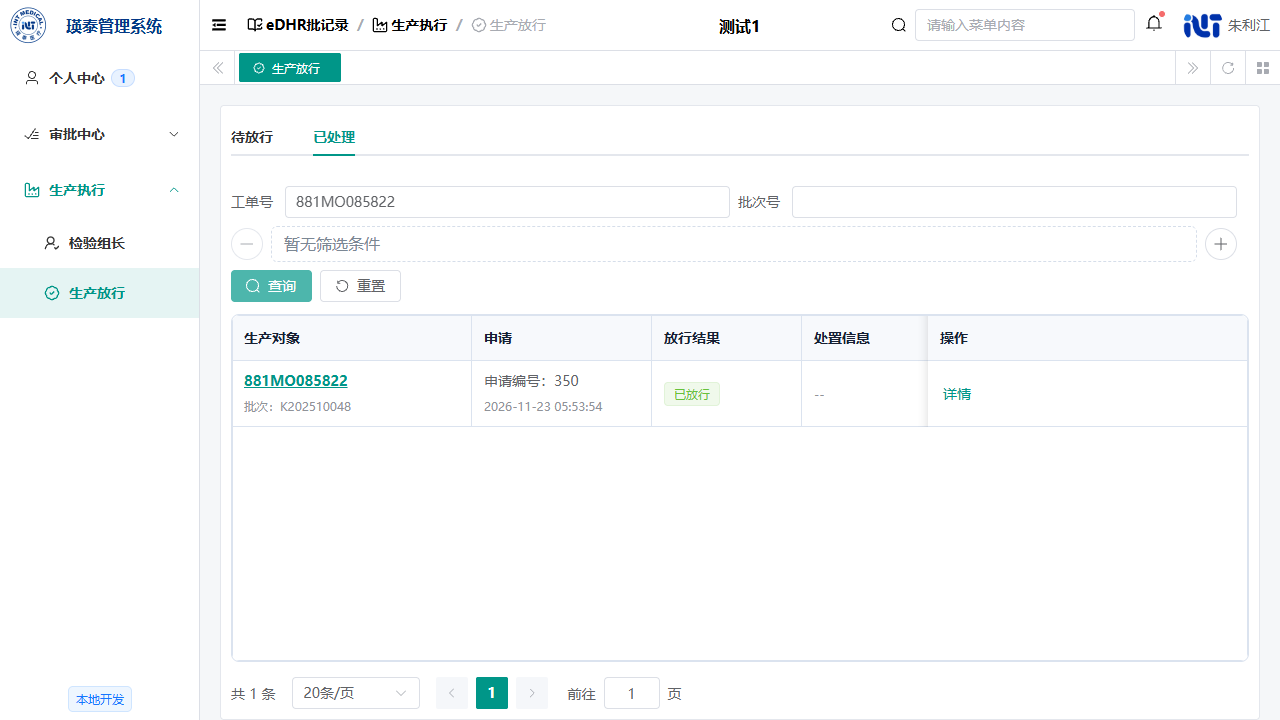 瑛泰管理系统
eDHR批记录 / 生产执行 / 生产放行
测试1
请输入菜单内容
朱利江
个人中心 1
审批中心
生产执行
检验组长
生产放行
本地开发
生产放行
待放行 已处理
工单号 881MO085822 批次号
暂无筛选条件
查询 重置
生产对象 申请 放行结果 处置信息 操作
881MO085822 申请编号：350 已放行 -- 详情
批次：K202510048 2026-11-23 05:53:54
共 1 条 20条/页 1 前往 1 页